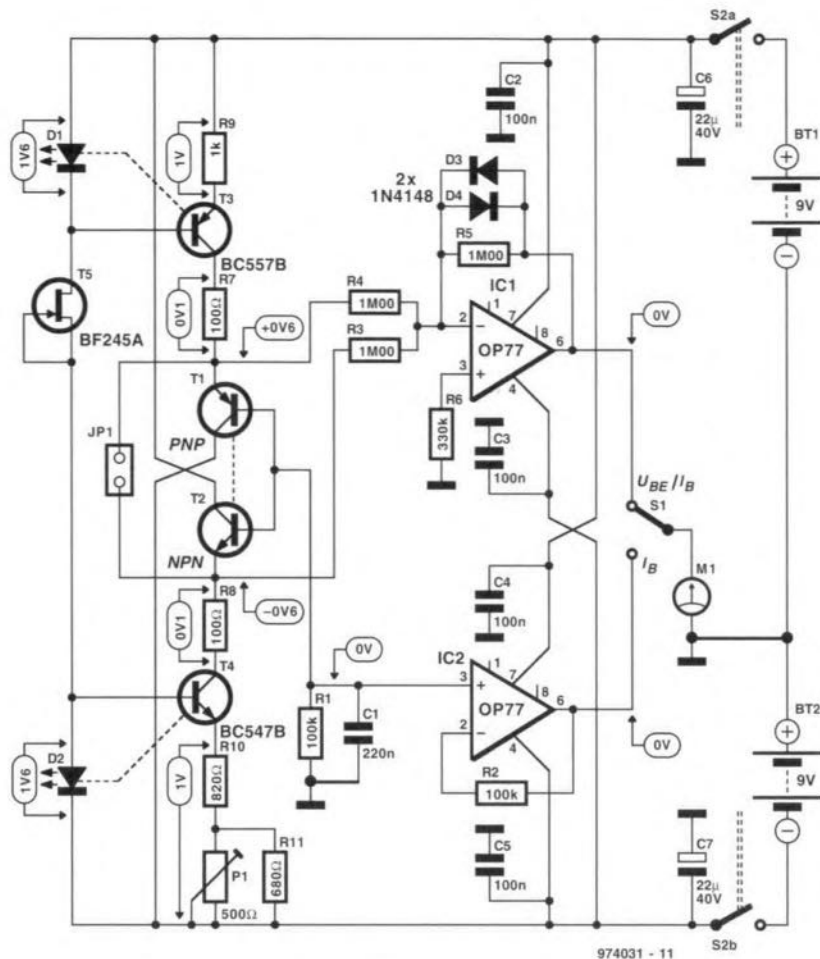 S2a
C2
100n
C6
22µ
40V
BT1
9V
D1
1V6
R9
1k
1V
T3
BC557B
D3
D4
2x
1N4148
R5
1M00
IC1
T5
BF245A
R7
100Ω
0V1
+0V6
R4
1M00
R3
1M00
1
2
7
8
6
3
4
OP77
0V
R6
330k
C3
100n
T1
PNP
JP1
T2
NPN
UBE/IB
S1
IB
M1
R8
100Ω
0V1
−0V6
C4
100n
T4
BC547B
0V
IC2
1
3
7
8
6
2
4
OP77
0V
R1
100k
C1
220n
R2
100k
BT2
9V
D2
1V6
1V
R10
820Ω
P1
500Ω
R11
680Ω
C5
100n
C7
22µ
40V
S2b
974031 - 11